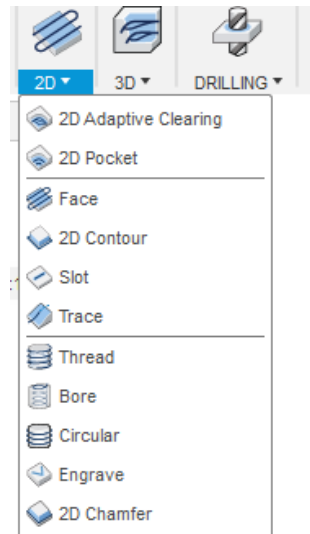 2D 3D DRILLING
2D Adaptive Clearing
2D Pocket
Face
2D Contour
Slot
Trace
Thread
Bore
Circular
Engrave
2D Chamfer